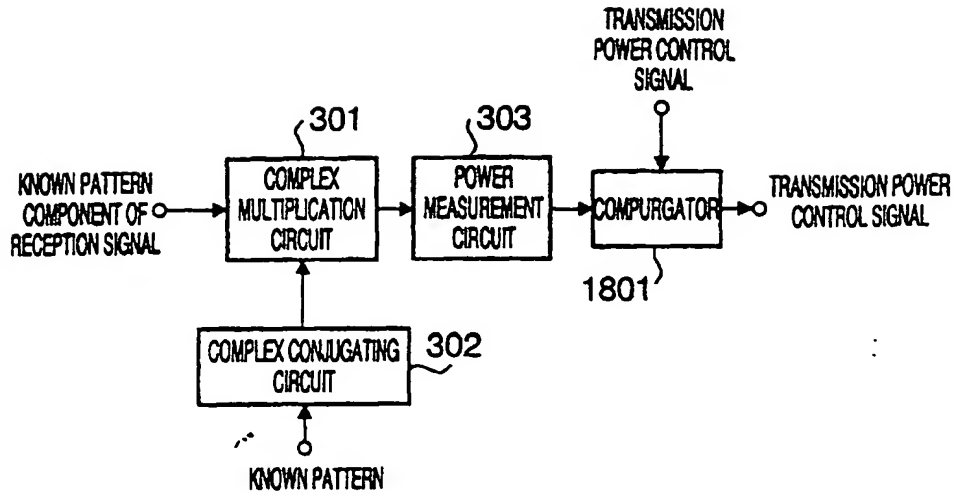 TRANSMISSION
POWER CONTROL
SIGNAL
301
303
KNOWN PATTERN
COMPONENT OF
RECEPTION SIGNAL
COMPLEX
MULTIPLICATION
CIRCUIT
POWER
MEASUREMENT
CIRCUIT
COMPURGATOR
TRANSMISSION POWER
CONTROL SIGNAL
1801
COMPLEX CONJUGATING
CIRCUIT
302
KNOWN PATTERN